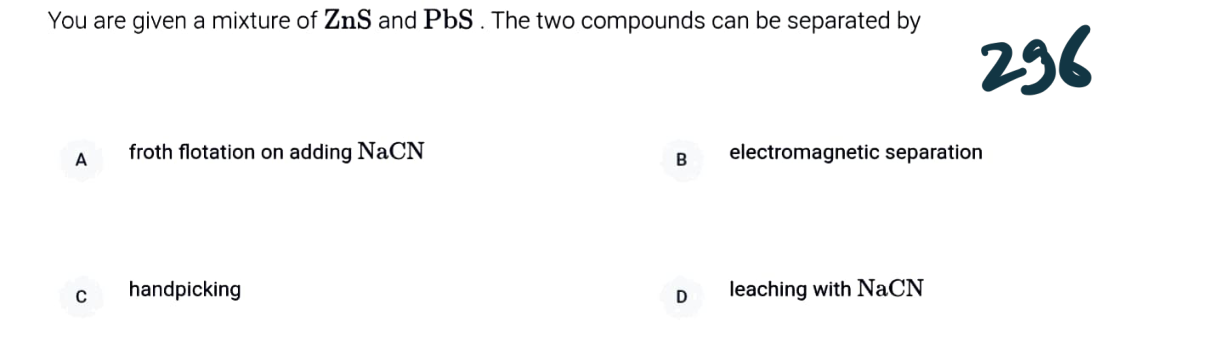 You are given a mixture of ZnS and PbS . The two compounds can be separated by
296
A froth flotation on adding NaCN
B electromagnetic separation
C handpicking
D leaching with NaCN